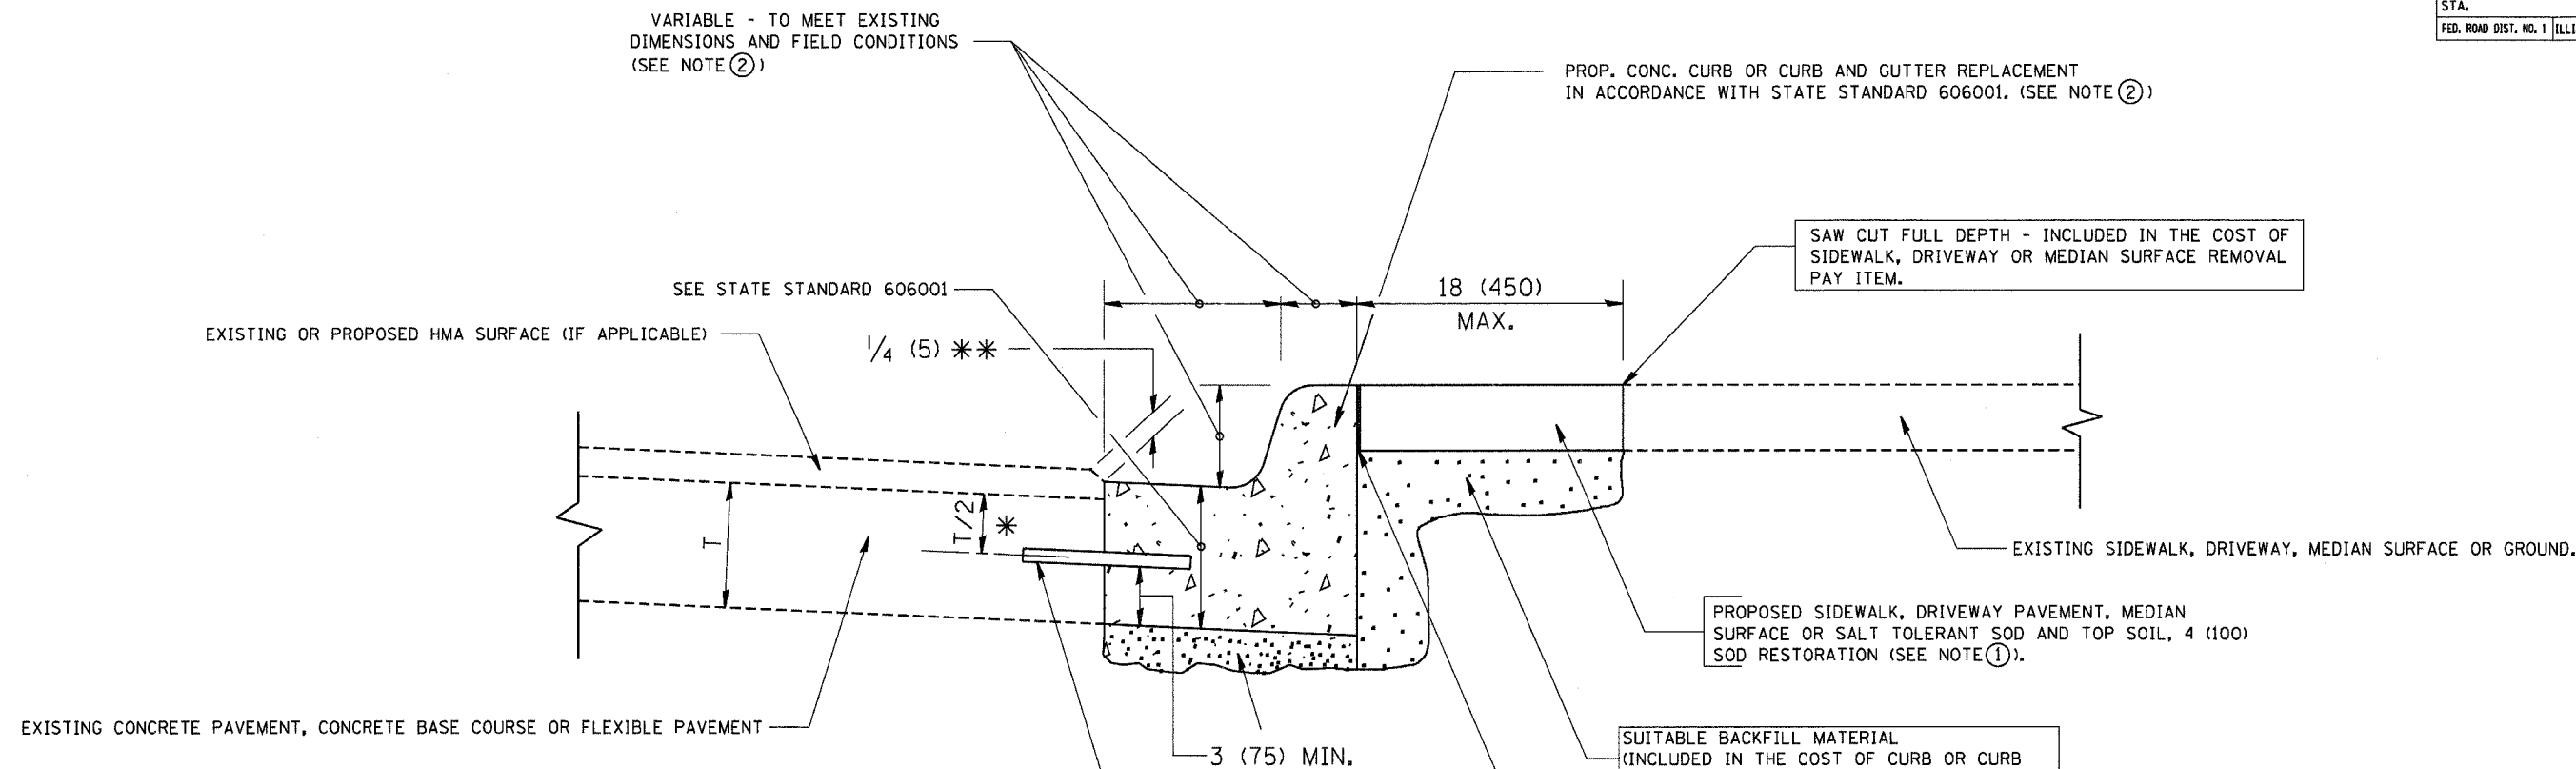 STA.
FED. ROAD DIST. NO. 1
VARIABLE - TO MEET EXISTING
DIMENSIONS AND FIELD CONDITIONS
(SEE NOTE ②)
PROP. CONC. CURB OR CURB AND GUTTER REPLACEMENT
IN ACCORDANCE WITH STATE STANDARD 606001. (SEE NOTE ②)
SAW CUT FULL DEPTH - INCLUDED IN THE COST OF
SIDEWALK, DRIVEWAY OR MEDIAN SURFACE REMOVAL
PAY ITEM.
SEE STATE STANDARD 606001
18 (450)
MAX.
EXISTING OR PROPOSED HMA SURFACE (IF APPLICABLE)
1/4 (5) **
T
T/2 *
EXISTING SIDEWALK, DRIVEWAY, MEDIAN SURFACE OR GROUND.
PROPOSED SIDEWALK, DRIVEWAY PAVEMENT, MEDIAN
SURFACE OR SALT TOLERANT SOD AND TOP SOIL, 4 (100)
SOD RESTORATION (SEE NOTE ①).
EXISTING CONCRETE PAVEMENT, CONCRETE BASE COURSE OR FLEXIBLE PAVEMENT
3 (75) MIN.
SUITABLE BACKFILL MATERIAL
(INCLUDED IN THE COST OF CURB OR CURB